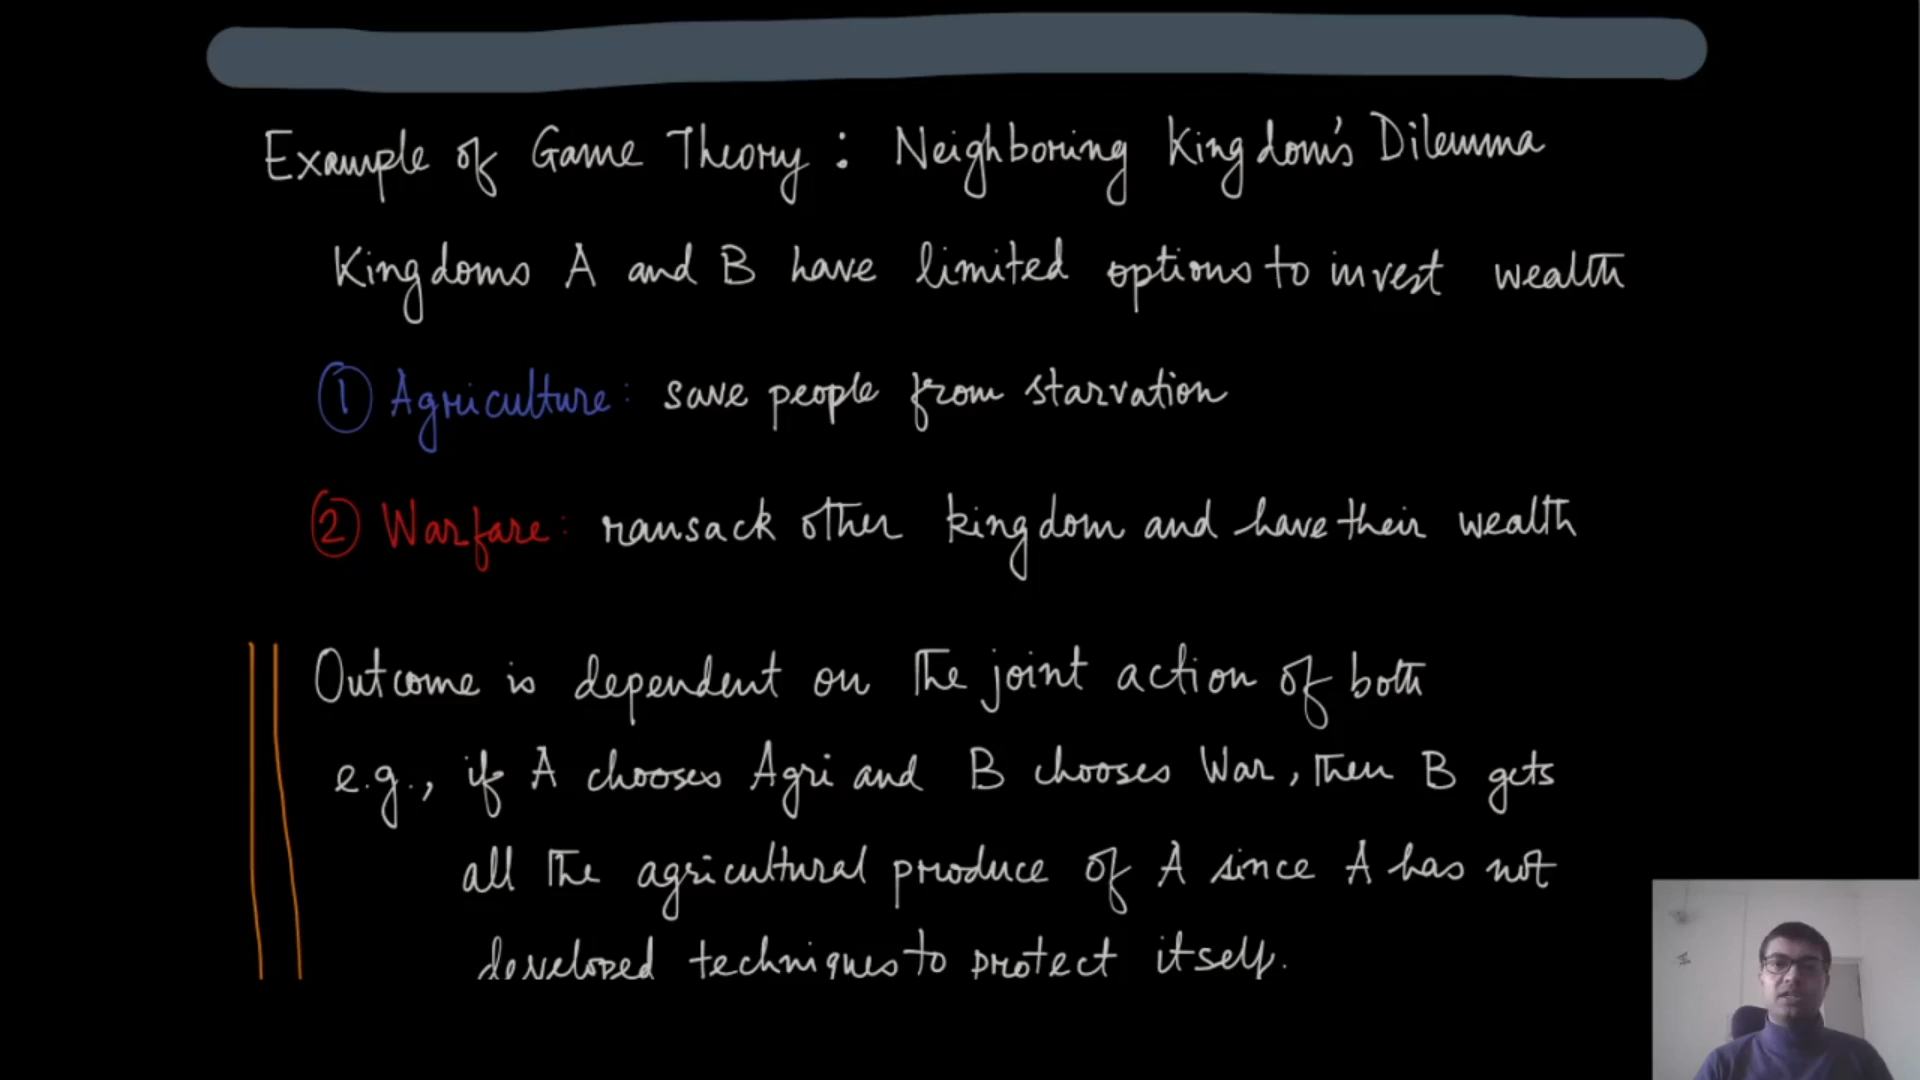 Example of Game Theory : Neighboring Kingdom's Dilemma
Kingdoms A and B have limited options to invest wealth
① Agriculture: save people from starvation
② Warfare: ransack other kingdom and have their wealth
Outcome is dependent on the joint action of both
e.g., if A chooses Agri and B chooses War, then B gets
all the agricultural produce of A since A has not
developed techniques to protect itself.